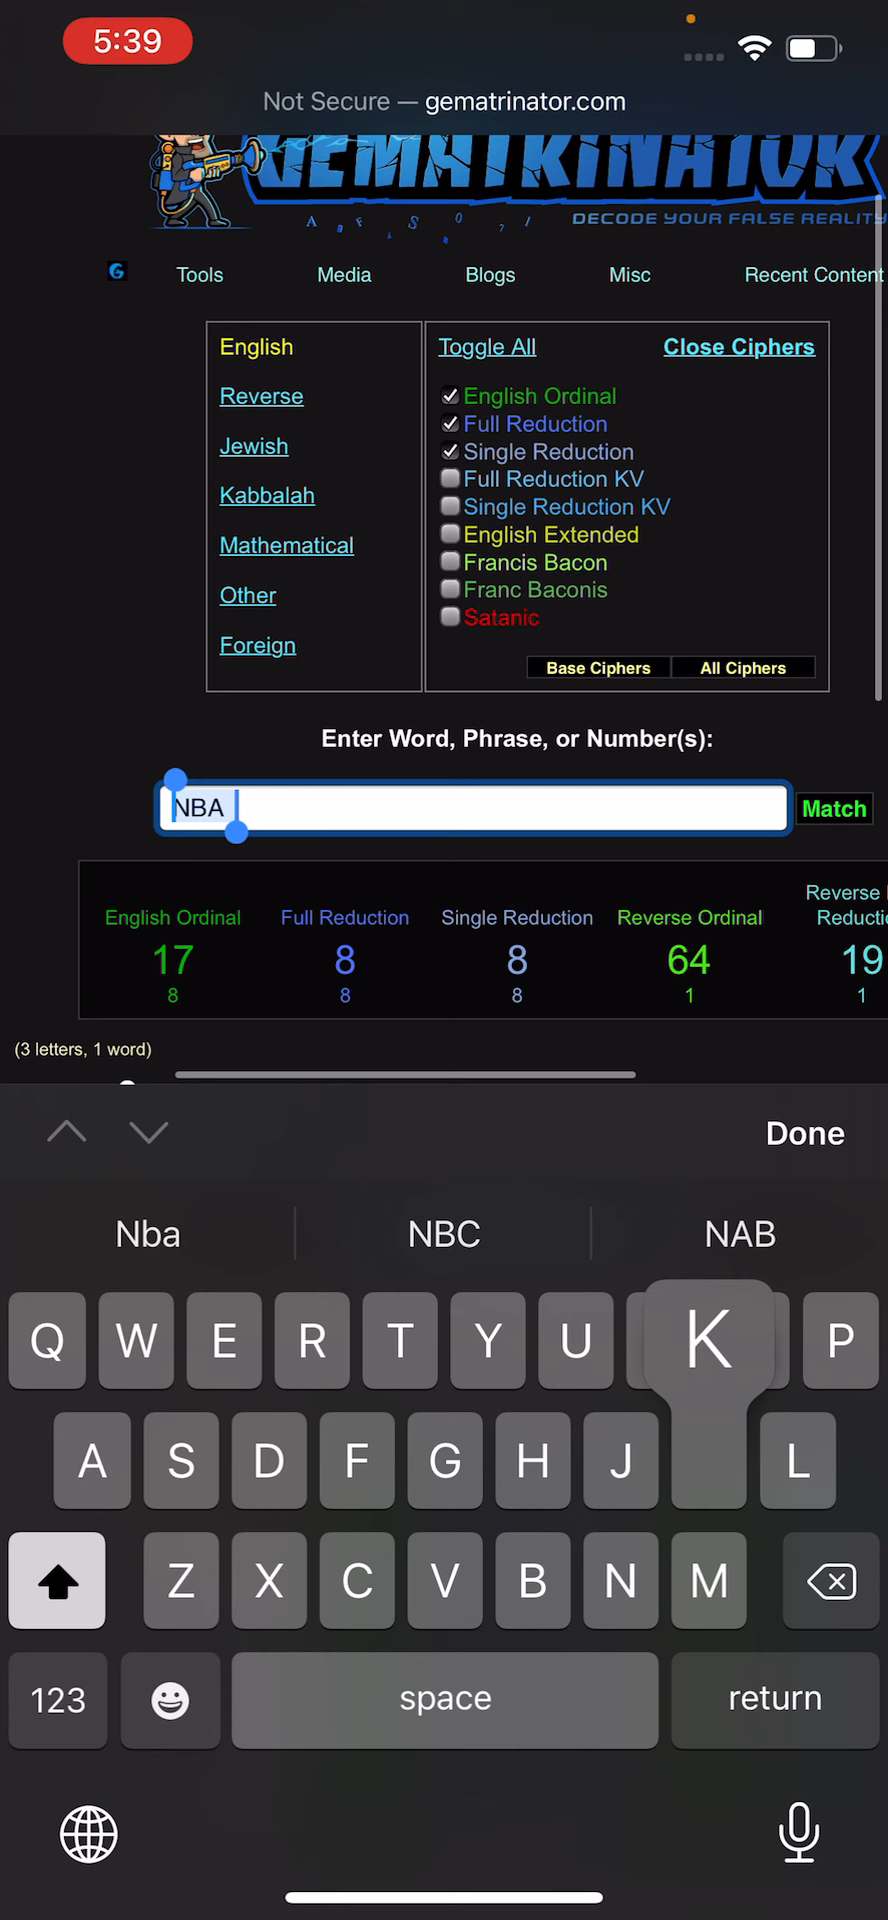 5:39
Not Secure — gematrinator.com
GEMATRINATOR
DECODE YOUR FALSE REALITY
Tools Media Blogs Misc Recent Content
English
Reverse
Jewish
Kabbalah
Mathematical
Other
Foreign
Toggle All Close Ciphers
English Ordinal
Full Reduction
Single Reduction
Full Reduction KV
Single Reduction KV
English Extended
Francis Bacon
Franc Baconis
Satanic
Base Ciphers All Ciphers
Enter Word, Phrase, or Number(s):
NBA Match
English Ordinal Full Reduction Single Reduction Reverse Ordinal Reverse
17 8 8 64 19
8 8 8 1 1
(3 letters, 1 word)
Done
Nba NBC NAB
Q W E R T Y U K P
A S D F G H J L
Z X C V B N M
123 space return